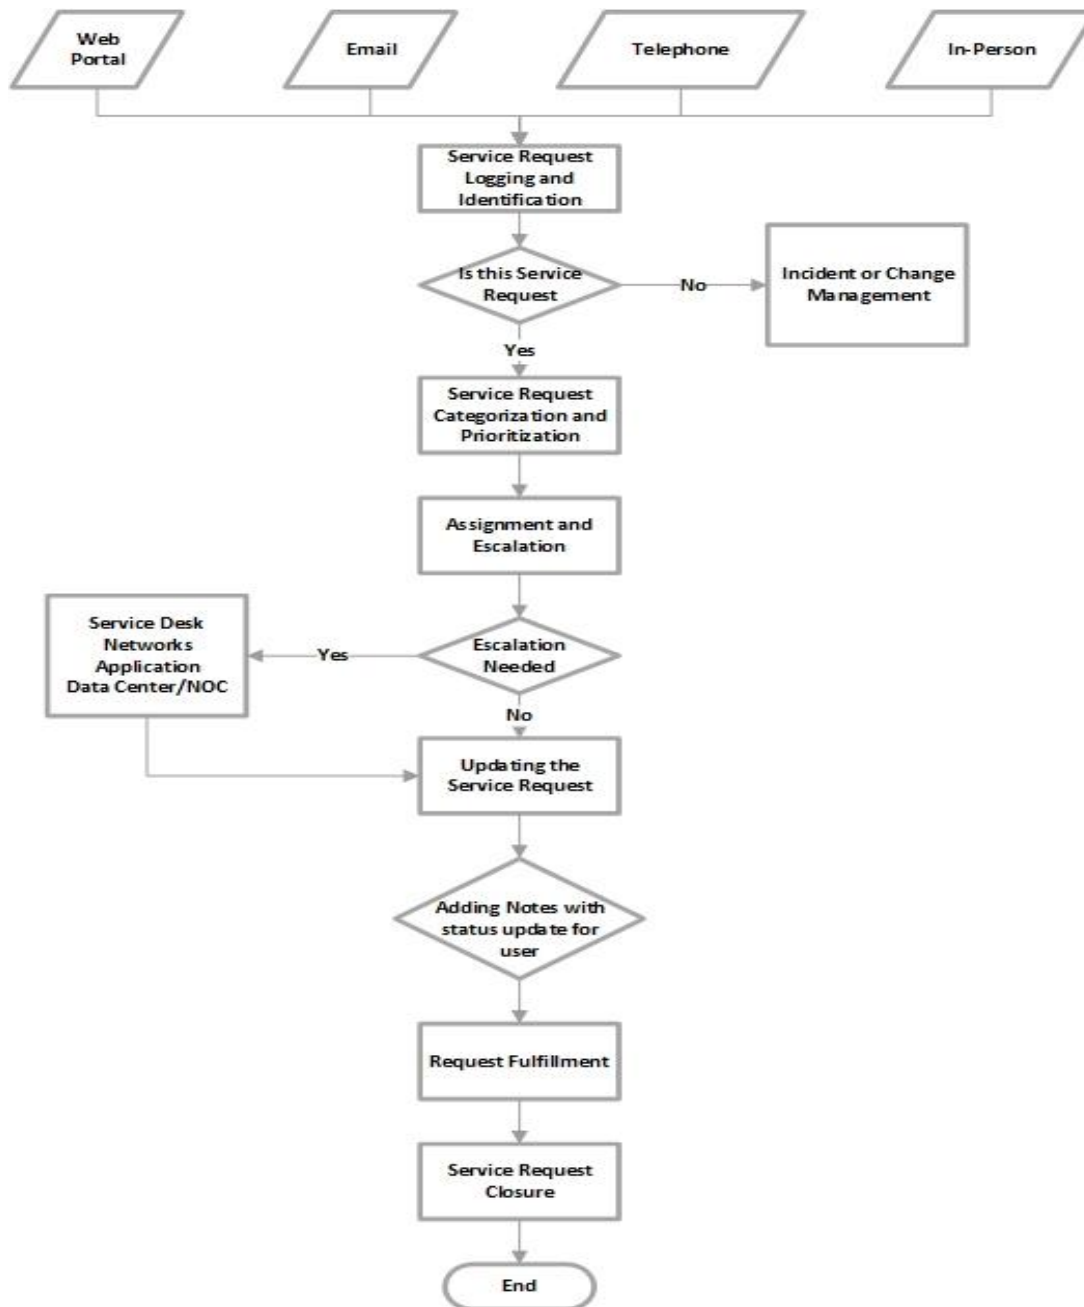 Web
Portal
Email
Telephone
In-Person
Service Request
Logging and
Identification
Is this Service
Request
No
Incident or Change
Management
Yes
Service Request
Categorization and
Prioritization
Assignment and
Escalation
Service Desk
Networks
Application
Data Center/NOC
Yes
Escalation
Needed
No
Updating the
Service Request
Adding Notes with
status update for
user
Request Fulfillment
Service Request
Closure
End